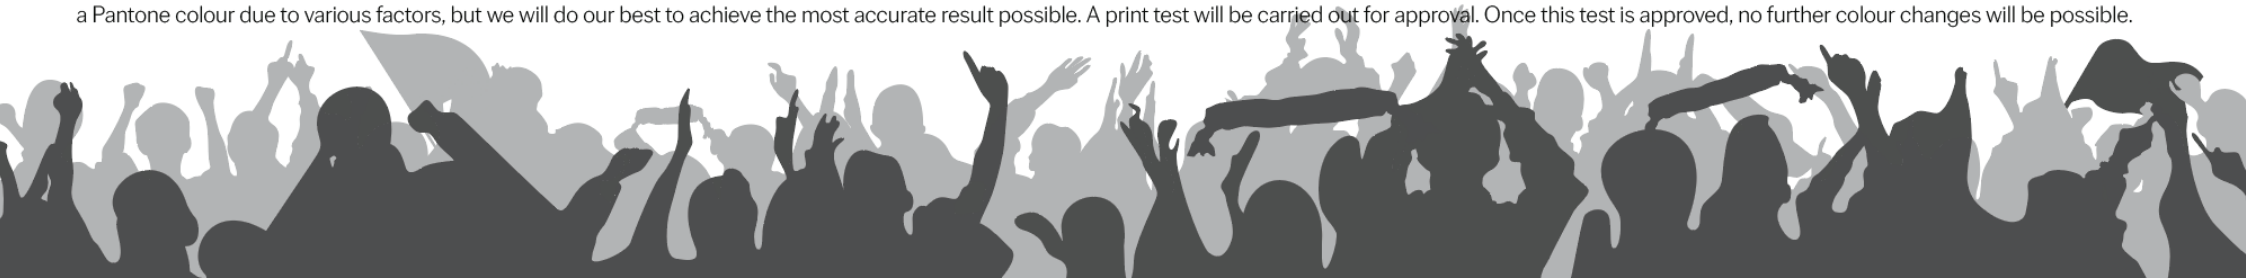 a Pantone colour due to various factors, but we will do our best to achieve the most accurate result possible. A print test will be carried out for approval. Once this test is approved, no further colour changes will be possible.